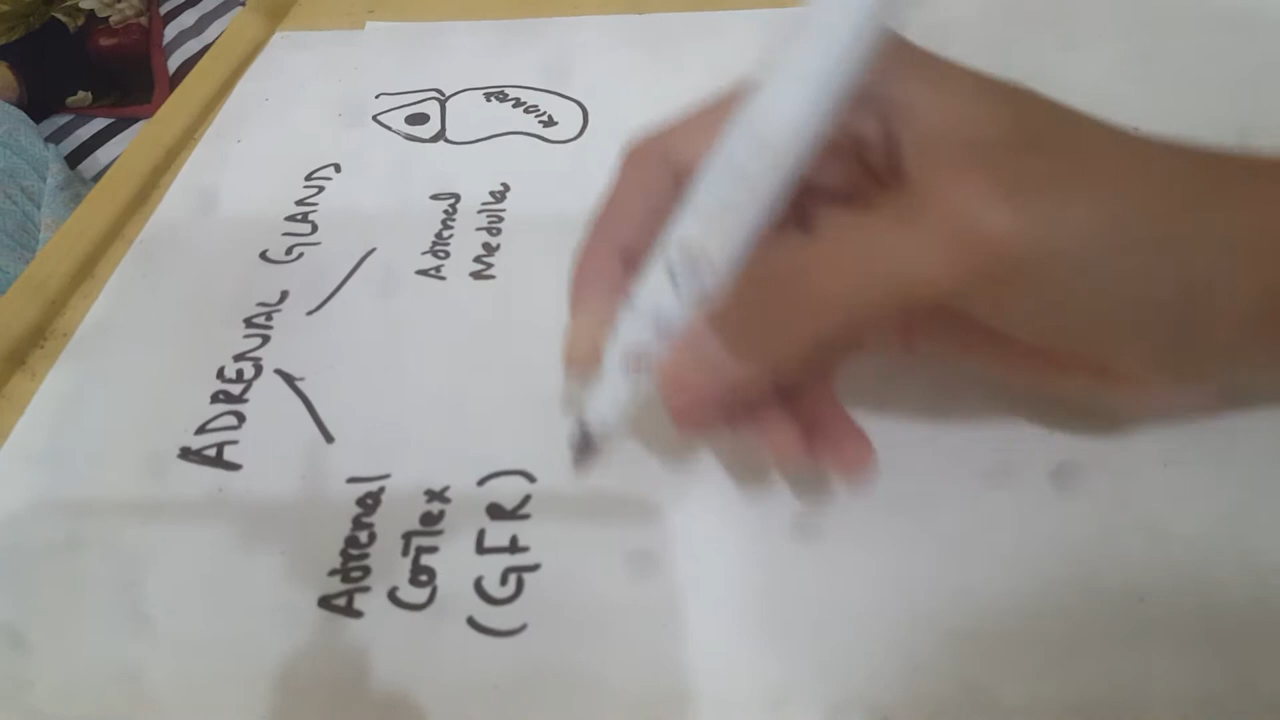 ADRENAL GLAND
KIDNEY
Adrenal
Cortex
(GFR)
Adrenal
Medulla